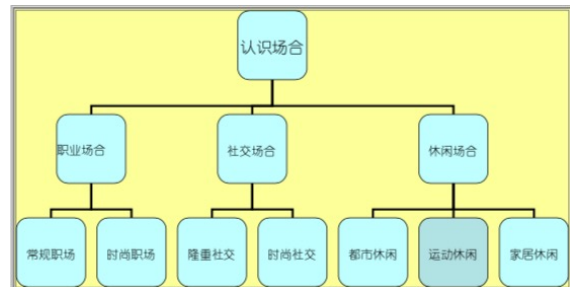 认识场合
职业场合
社交场合
休闲场合
常规职场
时尚职场
隆重社交
时尚社交
都市休闲
运动休闲
家居休闲